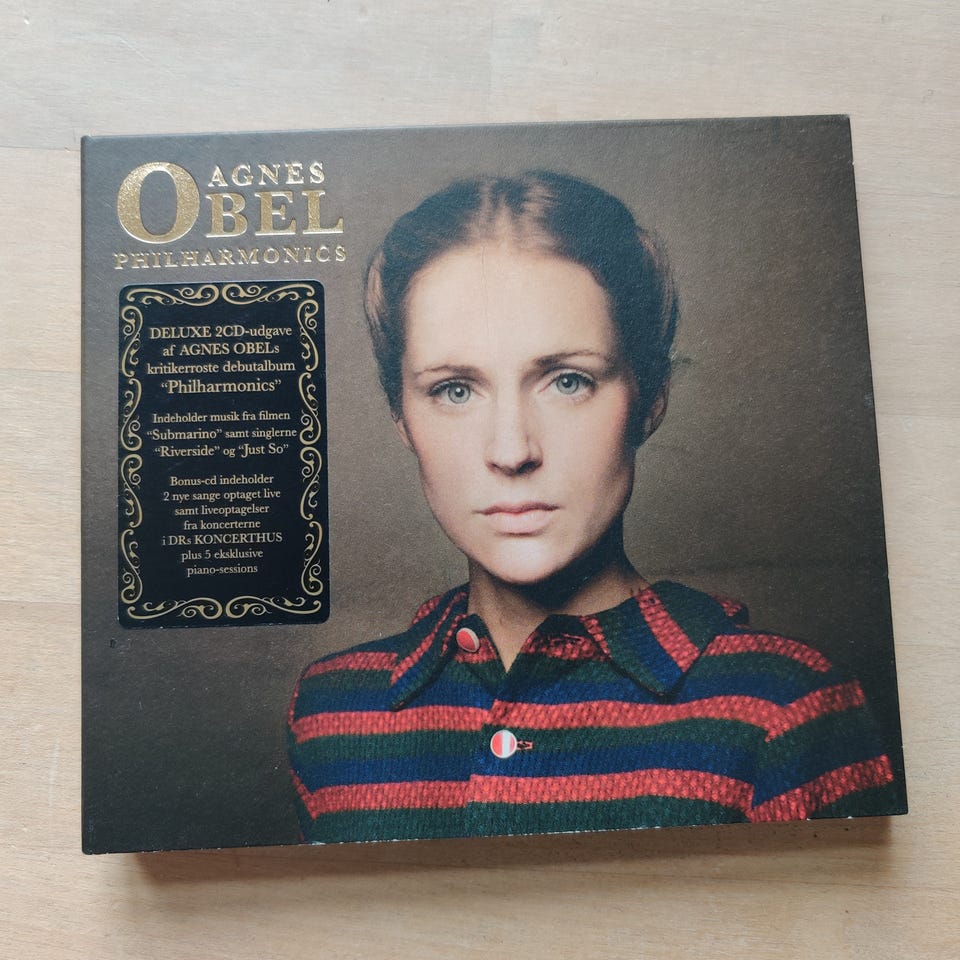 AGNES
OBEL
PHILHARMONICS
DELUXE 2CD-udgave
af AGNES OBELs
kritikerroste debutalbum
“Philharmonics”
Indeholder musik fra filmen
“Submarino” samt singlerne
“Riverside” og “Just So”
Bonus-cd indeholder
2 nye sange optaget live
samt liveoptagelser
fra koncerterne
i DRs KONCERTHUS
plus 5 eksklusive
piano-sessions